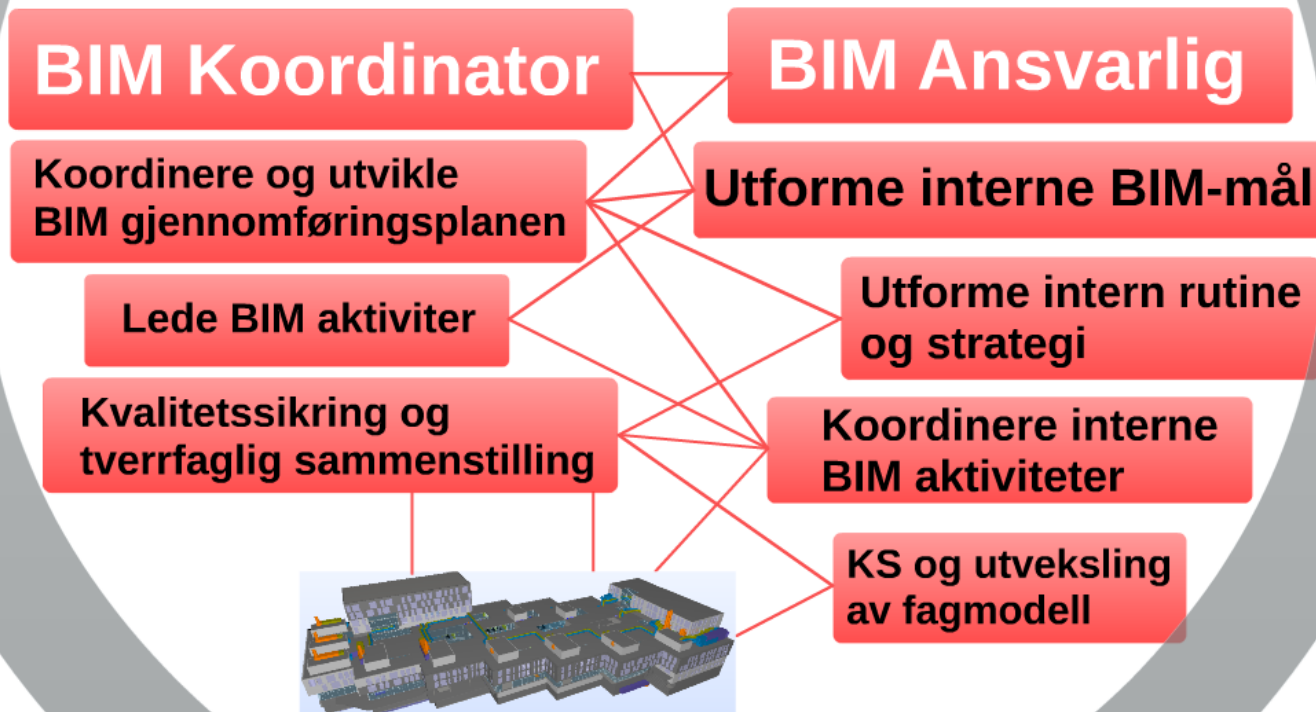 BIM Koordinator
BIM Ansvarlig
Koordinere og utvikle
BIM gjennomføringsplanen
Utforme interne BIM-mål
Lede BIM aktiviter
Utforme intern rutine
og strategi
Kvalitetssikring og
tverrfaglig sammenstilling
Koordinere interne
BIM aktiviteter
KS og utveksling
av fagmodell